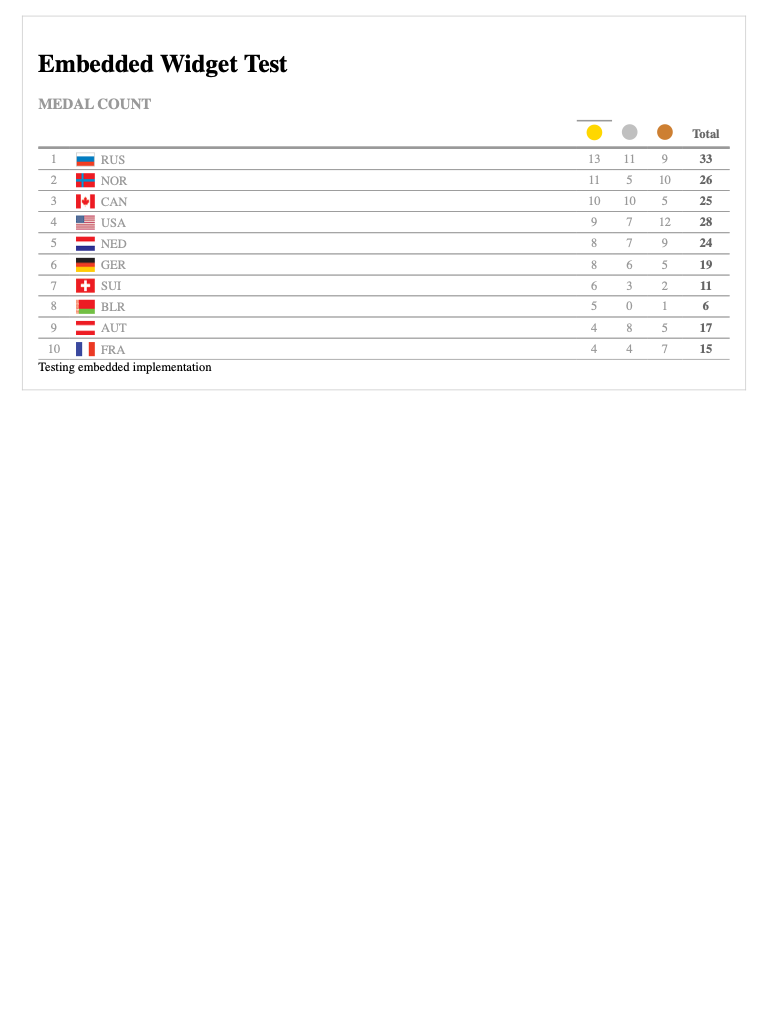 Embedded Widget Test
MEDAL COUNT
Total
1 RUS 13 11 9 33
2 NOR 11 5 10 26
3 CAN 10 10 5 25
4 USA 9 7 12 28
5 NED 8 7 9 24
6 GER 8 6 5 19
7 SUI 6 3 2 11
8 BLR 5 0 1 6
9 AUT 4 8 5 17
10 FRA 4 4 7 15
Testing embedded implementation